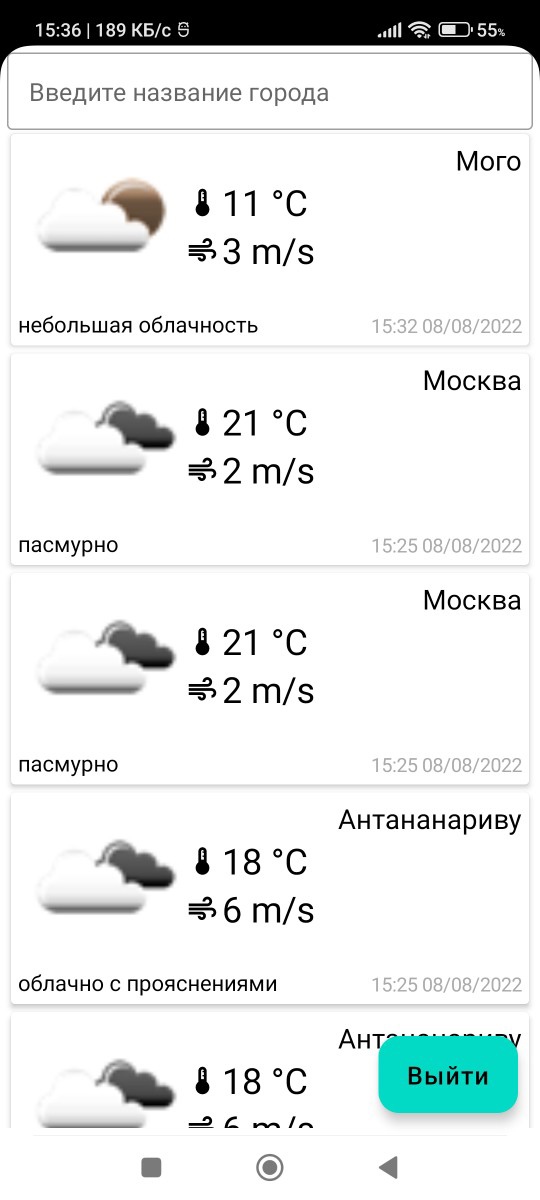 15:36 | 189 КБ/с 55%
Введите название города
Мого
11 °C
3 m/s
небольшая облачность 15:32 08/08/2022
Москва
21 °C
2 m/s
пасмурно 15:25 08/08/2022
Москва
21 °C
2 m/s
пасмурно 15:25 08/08/2022
Антананариву
18 °C
6 m/s
облачно с прояснениями 15:25 08/08/2022
Антананариву
18 °C
Выйти
6 m/s